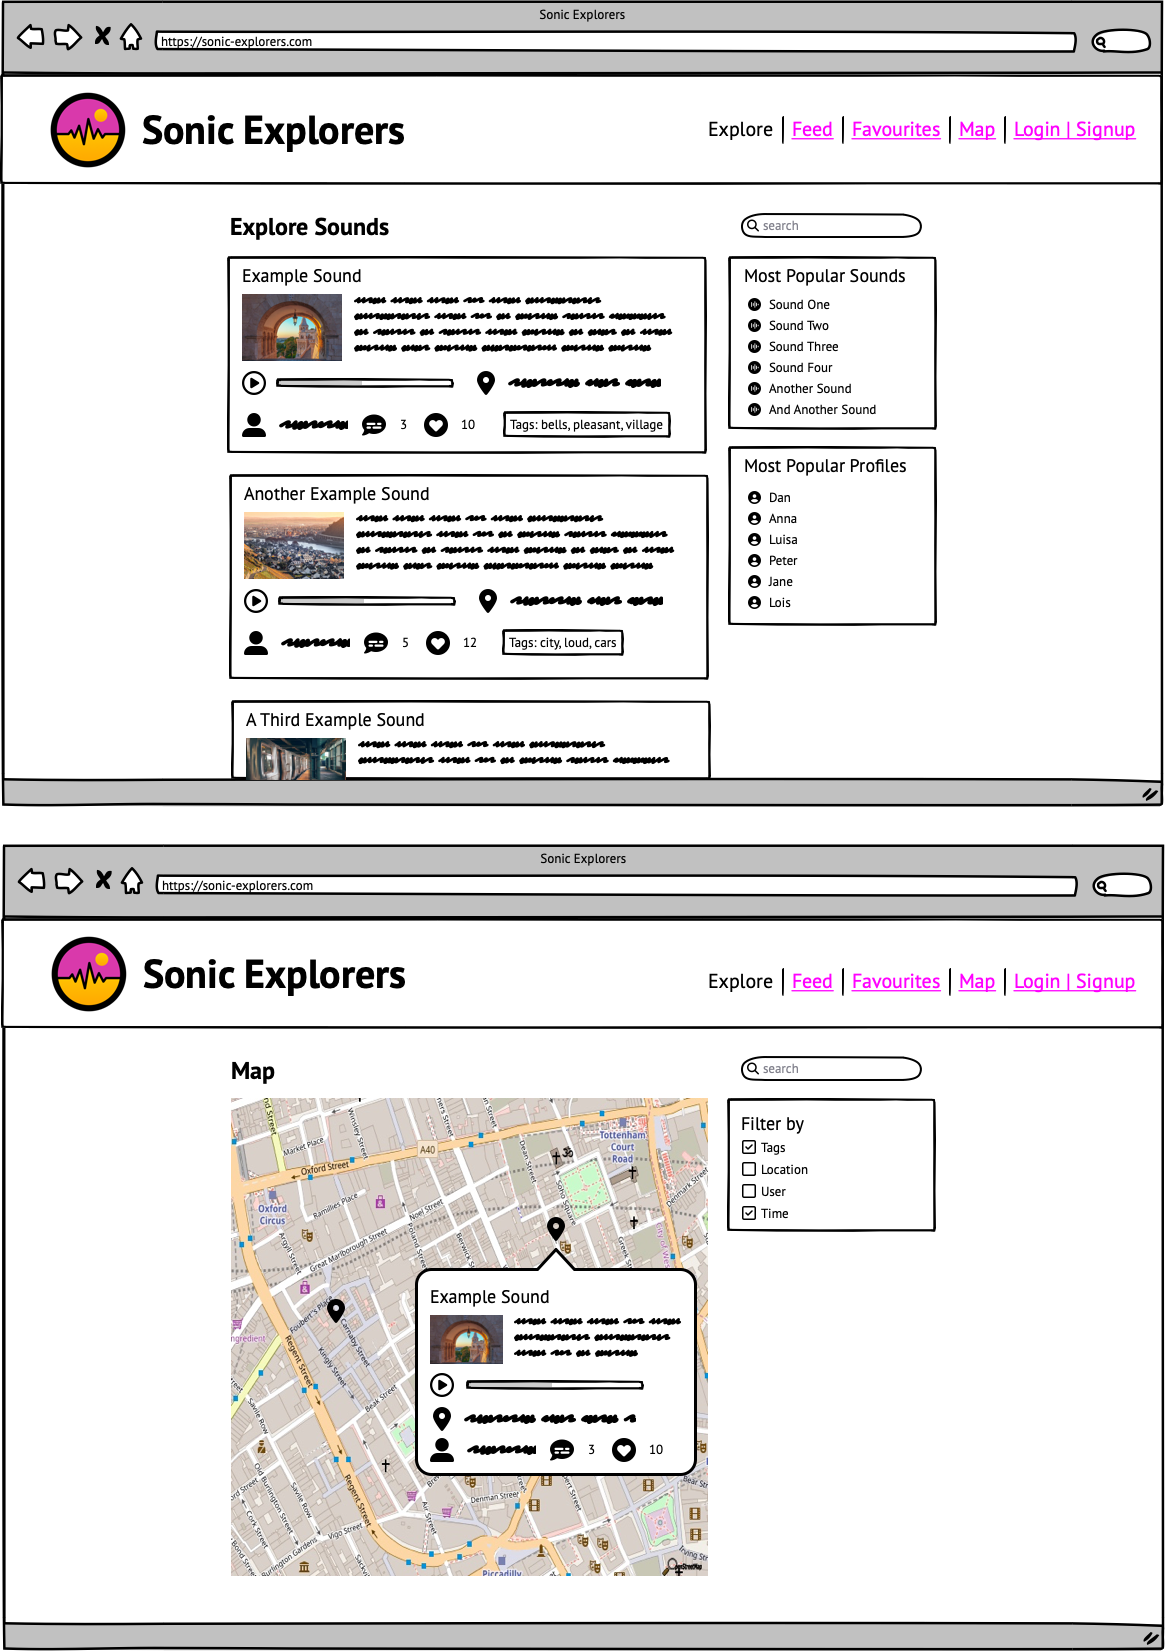 Sonic Explorers
https://sonic-explorers.com
Sonic Explorers
Explore | Feed | Favourites | Map | Login | Signup
Explore Sounds
search
Example Sound
3
10
Tags: bells, pleasant, village
Another Example Sound
5
12
Tags: city, loud, cars
A Third Example Sound
Most Popular Sounds
Sound One
Sound Two
Sound Three
Sound Four
Another Sound
And Another Sound
Most Popular Profiles
Dan
Anna
Luisa
Peter
Jane
Lois
Sonic Explorers
https://sonic-explorers.com
Sonic Explorers
Explore | Feed | Favourites | Map | Login | Signup
Map
search
Market Place
Winsley Street
Oxford Street
A40
Dean Street
Tottenham
Court
Road
Oxford
Circus
Ramillies Place
Argyll Street
Noel Street
Great Marlborough Street
Poland Street
Berwick
Soho Square
Greek
Denmark Street
Foubert's Place
Carnaby Street
Kingly Street
Regent Street
Beak Street
Savile Row
Old Burlington Street
Savile Row
Cork Street
Burlington Gardens
Vigo Street
Regent Street
Air Street
Denman Street
Piccadilly
Example Sound
3
10
Filter by
Tags
Location
User
Time